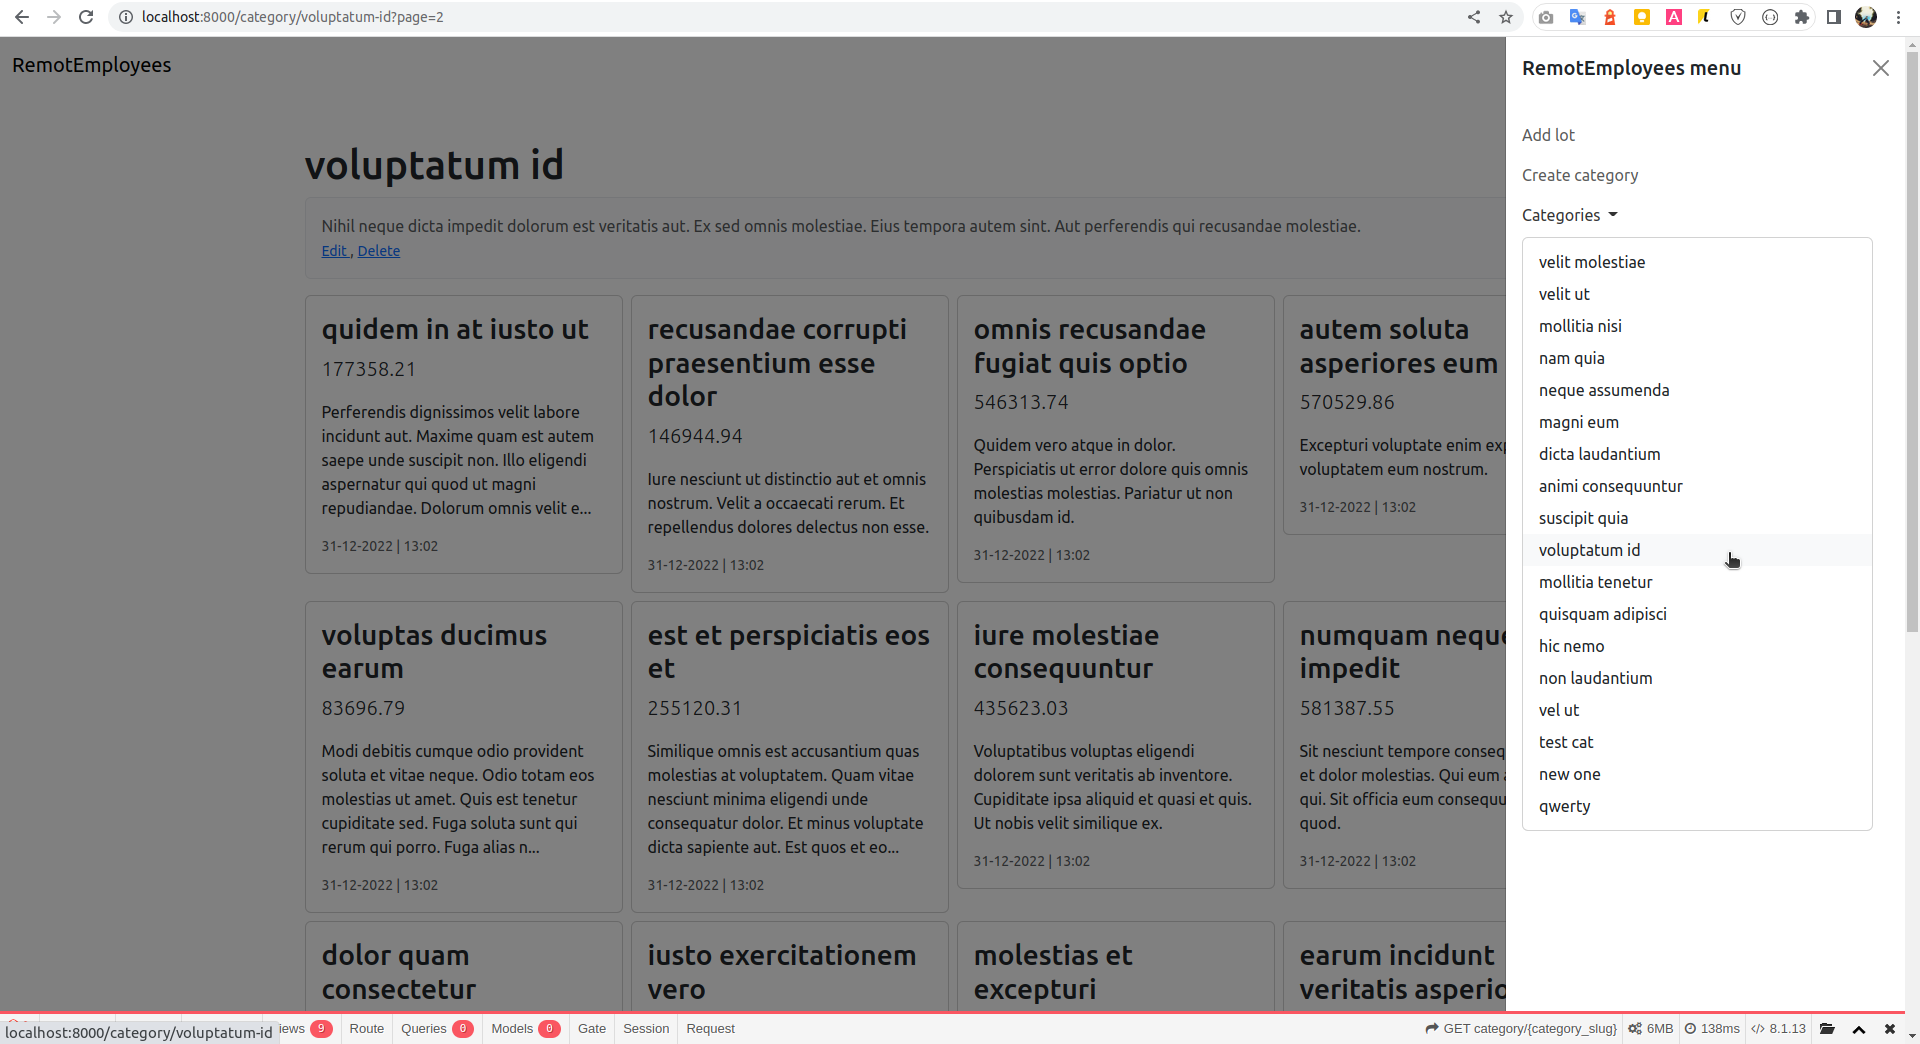 localhost:8000/category/voluptatum-id?page=2
RemotEmployees
voluptatum id
Nihil neque dicta impedit dolorum est veritatis aut. Ex sed omnis molestiae. Eius tempora autem sint. Aut perferendis qui recusandae molestiae.
Edit , Delete
quidem in at iusto ut
177358.21
Perferendis dignissimos velit labore
incidunt aut. Maxime quam est autem
saepe unde suscipit non. Illo eligendi
aspernatur qui quod ut magni
repudiandae. Dolorum omnis velit e...
31-12-2022 | 13:02
recusandae corrupti
praesentium esse
dolor
146944.94
Iure nesciunt ut distinctio aut et omnis
nostrum. Velit a occaecati rerum. Et
repellendus dolores delectus non esse.
31-12-2022 | 13:02
omnis recusandae
fugiat quis optio
546313.74
Quidem vero atque in dolor.
Perspiciatis ut error dolore quis omnis
molestias molestias. Pariatur ut non
quibusdam id.
31-12-2022 | 13:02
autem soluta
asperiores eum
570529.86
Excepturi voluptate enim
voluptatem eum nostrum.
31-12-2022 | 13:02
voluptas ducimus
earum
83696.79
Modi debitis cumque odio provident
soluta et vitae neque. Odio totam eos
molestias ut amet. Quis est tenetur
cupiditate sed. Fuga soluta sunt qui
rerum qui porro. Fuga alias n...
31-12-2022 | 13:02
est et perspiciatis eos
et
255120.31
Similique omnis est accusantium quas
molestias at voluptatem. Quam vitae
nesciunt minima eligendi unde
consequatur dolor. Et minus voluptate
dicta sapiente aut. Est quos et eo...
31-12-2022 | 13:02
iure molestiae
consequuntur
435623.03
Voluptatibus voluptas eligendi
dolorem sunt veritatis ab inventore.
Cupiditate ipsa aliquid et quasi et quis.
Ut nobis velit similique ex.
31-12-2022 | 13:02
numquam neque
impedit
581387.55
Sit nesciunt tempore conseq
et dolor molestias. Qui eum
qui. Sit officia eum consequu
quod.
31-12-2022 | 13:02
dolor quam
consectetur
iusto exercitationem
vero
molestias et
excepturi
earum incidunt
veritatis asperio
RemotEmployees menu
Add lot
Create category
Categories
velit molestiae
velit ut
mollitia nisi
nam quia
neque assumenda
magni eum
dicta laudantium
animi consequuntur
suscipit quia
voluptatum id
mollitia tenetur
quisquam adipisci
hic nemo
non laudantium
vel ut
test cat
new one
qwerty
localhost:8000/category/voluptatum-id
iews 9 Route Queries 0 Models 0 Gate Session Request GET category/{category_slug} 6MB 138ms 8.1.13